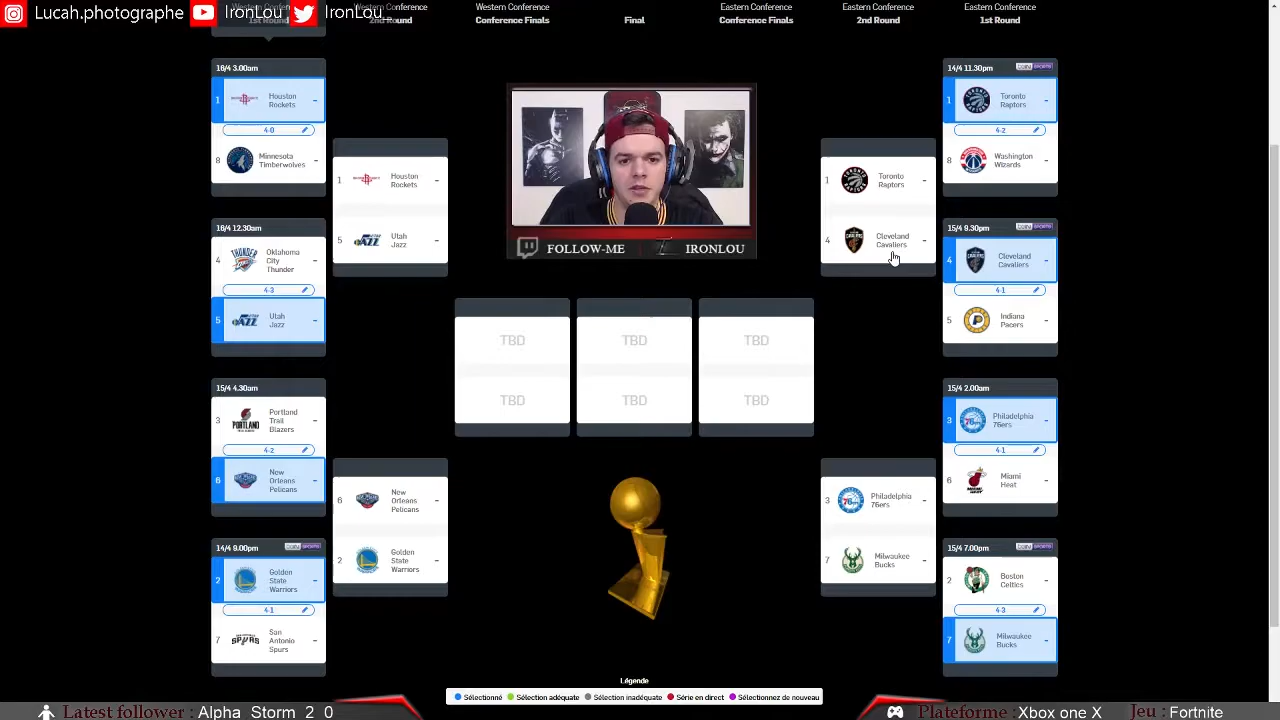 Lucah.photographe IronLou IronLou
1st Round
2nd Round
Western Conference
Conference Finals
Final
Eastern Conference
Conference Finals
Eastern Conference
2nd Round
Eastern Conference
1st Round
16/4 3.00am
1 Houston Rockets -
4-0
8 Minnesota Timberwolves -
16/4 12.30am
4 Oklahoma City Thunder -
4-3
5 Utah Jazz -
15/4 4.30am
3 Portland Trail Blazers -
4-2
6 New Orleans Pelicans -
14/4 9.00pm
2 Golden State Warriors -
4-1
7 San Antonio Spurs -
1 Houston Rockets -
5 Utah Jazz -
6 New Orleans Pelicans -
2 Golden State Warriors -
FOLLOW-ME IRONLOU
TBD
TBD
TBD
TBD
TBD
TBD
1 Toronto Raptors -
4 Cleveland Cavaliers -
3 Philadelphia 76ers -
7 Milwaukee Bucks -
14/4 11.30pm
1 Toronto Raptors -
4-2
8 Washington Wizards -
15/4 9.30pm
4 Cleveland Cavaliers -
4-1
5 Indiana Pacers -
15/4 2.00am
3 Philadelphia 76ers -
4-1
6 Miami Heat -
15/4 7.00pm
2 Boston Celtics -
4-3
7 Milwaukee Bucks -
Légende
Sélectionné Sélection adéquate Sélection inadéquate Série en direct Sélectionnez de nouveau
Latest follower : Alpha_Storm_2_0
Plateforme : Xbox one X Jeu : Fortnite